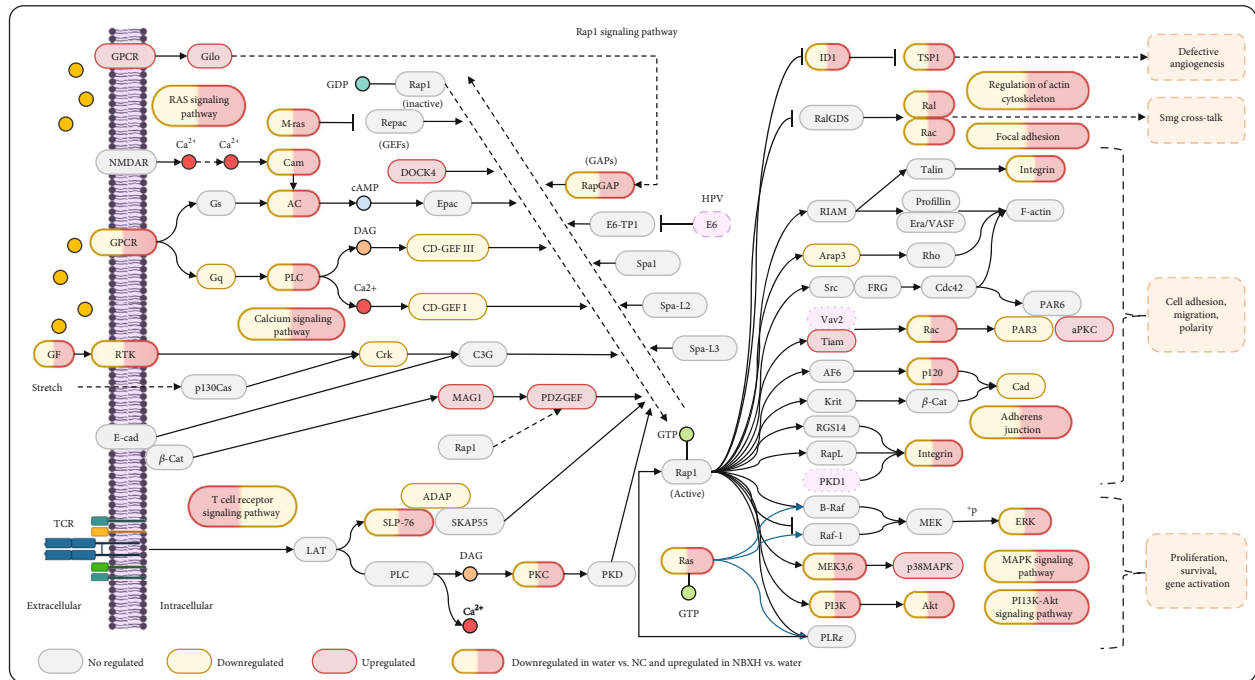 Rap1 signaling pathway
GPCR
Gilo
RAS signaling
pathway
GDP
Rap1
(inactive)
M-ras
Repac
(GEFs)
NMDAR
Ca2+
Ca2+
Cam
DOCK4
(GAPs)
RapGAP
Gs
AC
cAMP
Epac
HPV
E6-TP1
E6
GPCR
DAG
CD-GEF III
Gq
PLC
Spa1
Ca2+
CD-GEF I
Spa-L2
Calcium signaling
pathway
GF
RTK
Crk
C3G
Spa-L3
Stretch
p130Cas
MAG1
PDZ-GEF
E-cad
β-Cat
Rap1
GTP
Rap1
(Active)
T cell receptor
signaling pathway
ADAP
SLP-76
SKAP55
TCR
LAT
DAG
PLC
PKC
PKD
Ca2+
Extracellular
Intracellular
Ras
GTP
ID1
TSP1
Defective
angiogenesis
Regulation of actin
cytoskeleton
RalGDS
Ral
Rac
Smg cross-talk
Focal adhesion
Talin
Integrin
RIAM
Profillin
Era/VASF
F-actin
Arap3
Rho
Src
FRG
Cdc42
PAR6
Vav2
Tiam
Rac
PAR3
aPKC
Cell adhesion,
migration,
polarity
AF6
p120
Cad
Krit
β-Cat
Adherens
junction
RGS14
RapL
Integrin
PKD1
B-Raf
Raf-1
MEK
+p
ERK
MEK3,6
p38MAPK
MAPK signaling
pathway
Proliferation,
survival,
gene activation
PI3K
Akt
PI13K-Akt
signaling pathway
PLRε
No regulated
Downregulated
Upregulated
Downregulated in water vs. NC and upregulated in NBXH vs. water